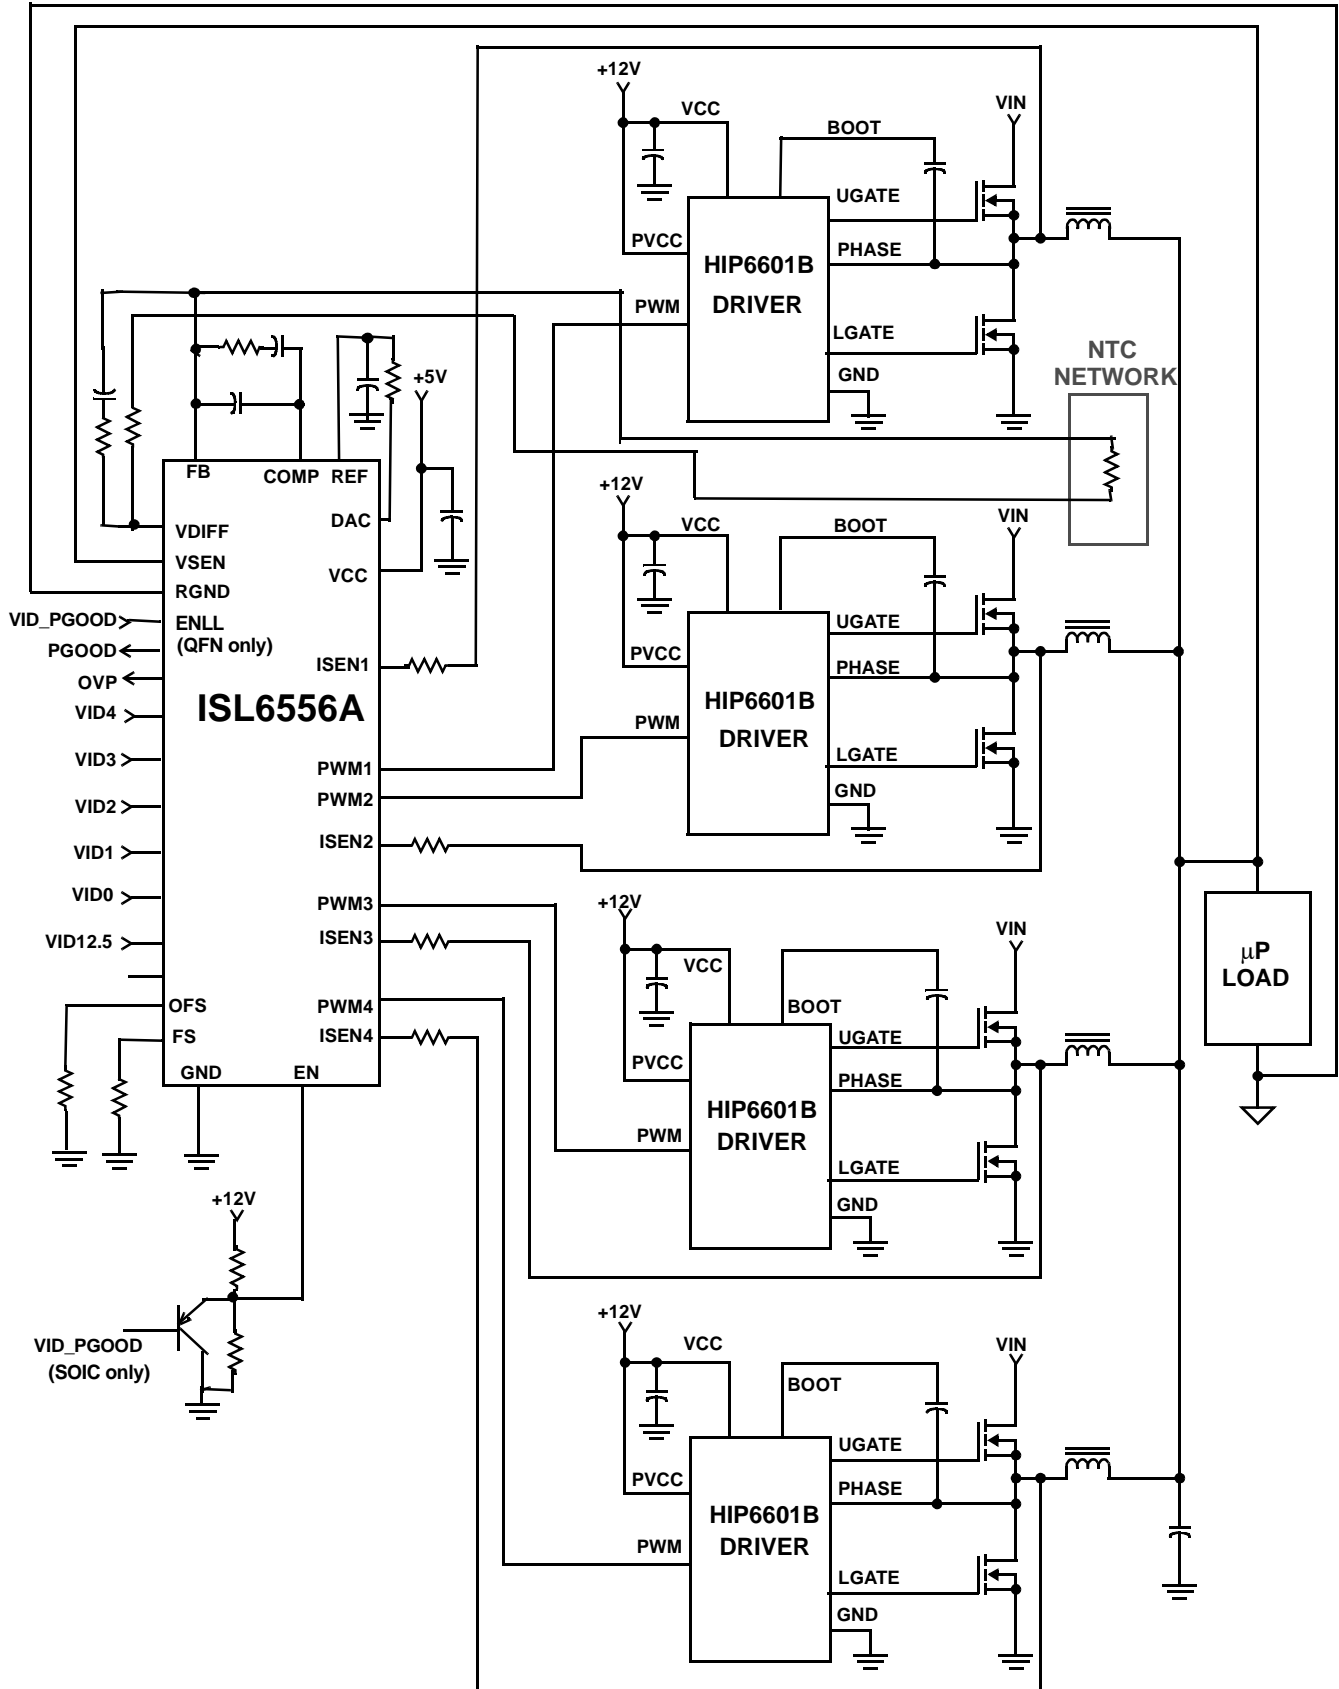 +12V
VCC
BOOT
VIN
UGATE
PVCC
HIP6601B
DRIVER
PHASE
PWM
LGATE
GND
NTC
NETWORK
+5V
FB
COMP
REF
VDIFF
DAC
VSEN
VCC
RGND
VID_PGOOD
ENLL
(QFN only)
PGOOD
ISEN1
OVP
ISL6556A
VID4
VID3
PWM1
PWM2
VID2
ISEN2
VID1
VID0
PWM3
ISEN3
VID12.5
OFS
PWM4
FS
ISEN4
GND
EN
+12V
VID_PGOOD
(SOIC only)
+12V
VCC
BOOT
VIN
UGATE
PVCC
PHASE
HIP6601B
DRIVER
PWM
LGATE
GND
+12V
VCC
BOOT
VIN
UGATE
PVCC
PHASE
HIP6601B
DRIVER
PWM
LGATE
GND
μP
LOAD
+12V
VCC
BOOT
VIN
UGATE
PVCC
PHASE
HIP6601B
DRIVER
PWM
LGATE
GND